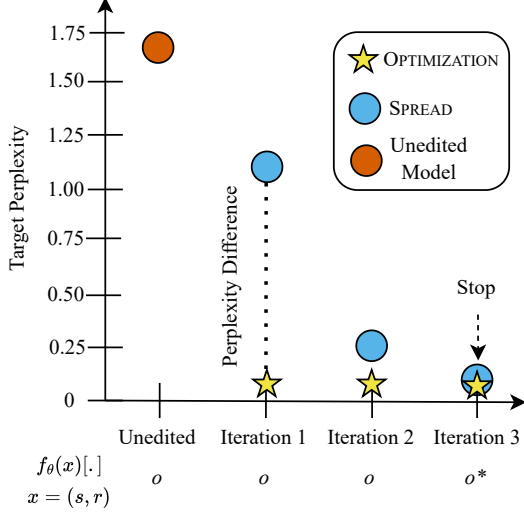 1.75
1.50
1.25
1.00
0.75
0.50
0.25
0
Target Perplexity
OPTIMIZATION
SPREAD
Unedited
Model
Perplexity Difference
Stop
Unedited
Iteration 1
Iteration 2
Iteration 3
fθ(x)[.]
x = (s, r)
o
o
o
o*